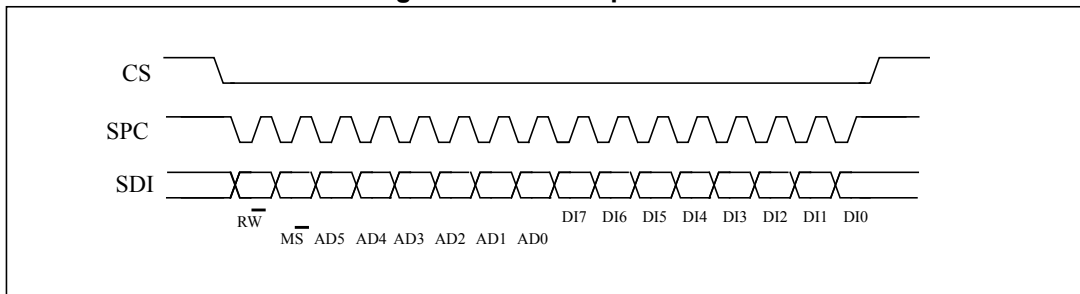 CS
SPC
SDI
RW̅ DI7 DI6 DI5 DI4 DI3 DI2 DI1 DI0
MS̅ AD5 AD4 AD3 AD2 AD1 AD0